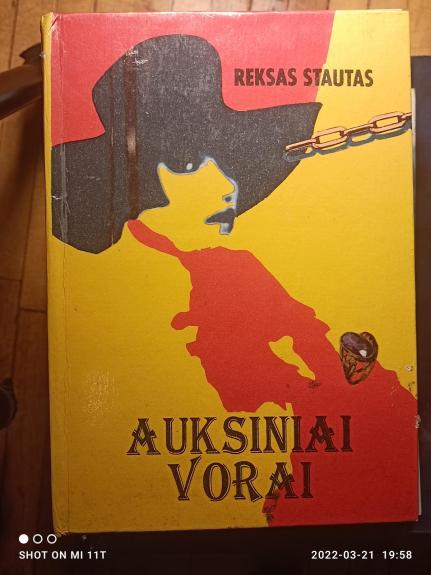 REKSAS STAUTAS
AUKSINIAI
VORAI
SHOT ON MI 11T
2022-03-21 19:58